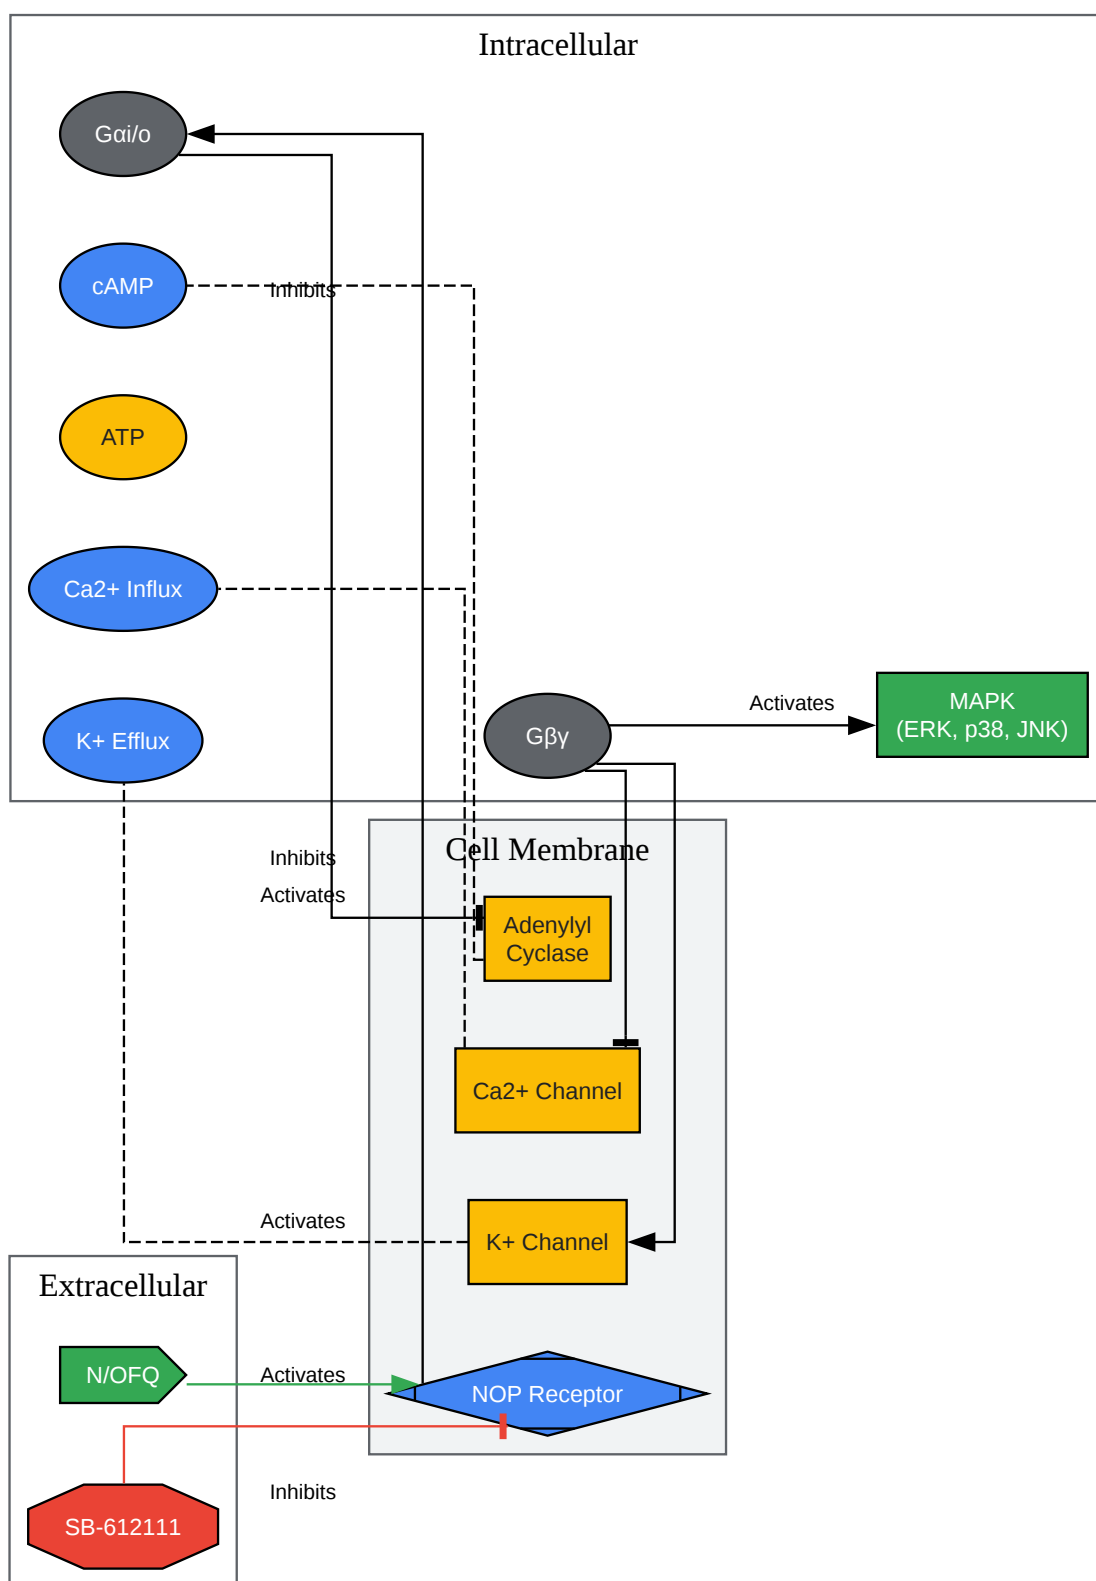 Intracellular
Gαi/o
cAMP
Inhibits
ATP
Ca2+ Influx
K+ Efflux
Gβγ
Activates
MAPK
(ERK, p38, JNK)
Cell Membrane
Inhibits
Activates
Adenylyl
Cyclase
Ca2+ Channel
Activates
K+ Channel
Extracellular
N/OFQ
Activates
NOP Receptor
Inhibits
SB-612111